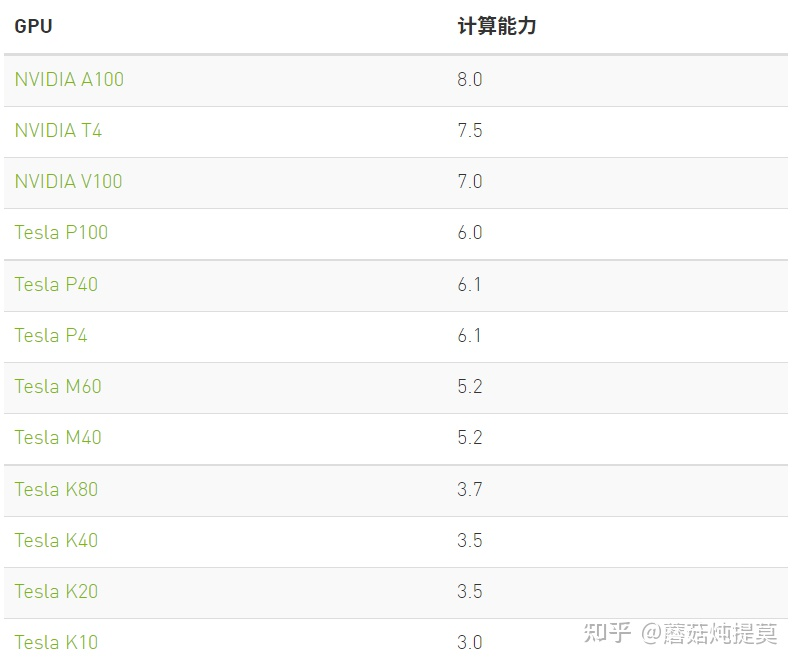 GPU 计算能力
NVIDIA A100 8.0
NVIDIA T4 7.5
NVIDIA V100 7.0
Tesla P100 6.0
Tesla P40 6.1
Tesla P4 6.1
Tesla M60 5.2
Tesla M40 5.2
Tesla K80 3.7
Tesla K40 3.5
Tesla K20 3.5
Tesla K10 3.0
知乎 @蘑菇炖提莫